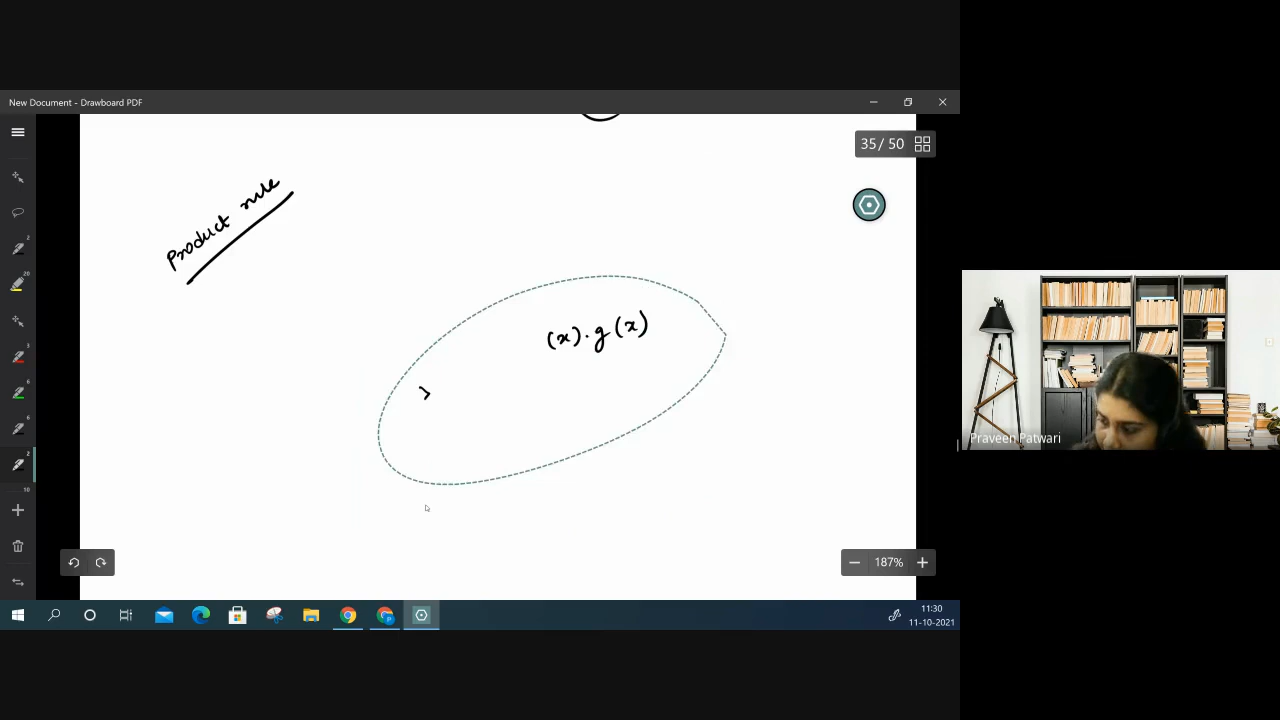 New Document - Drawboard PDF
35 / 50
Product rule
(x) . g (x)
Praveen Patwari
187%
11:30
11-10-2021